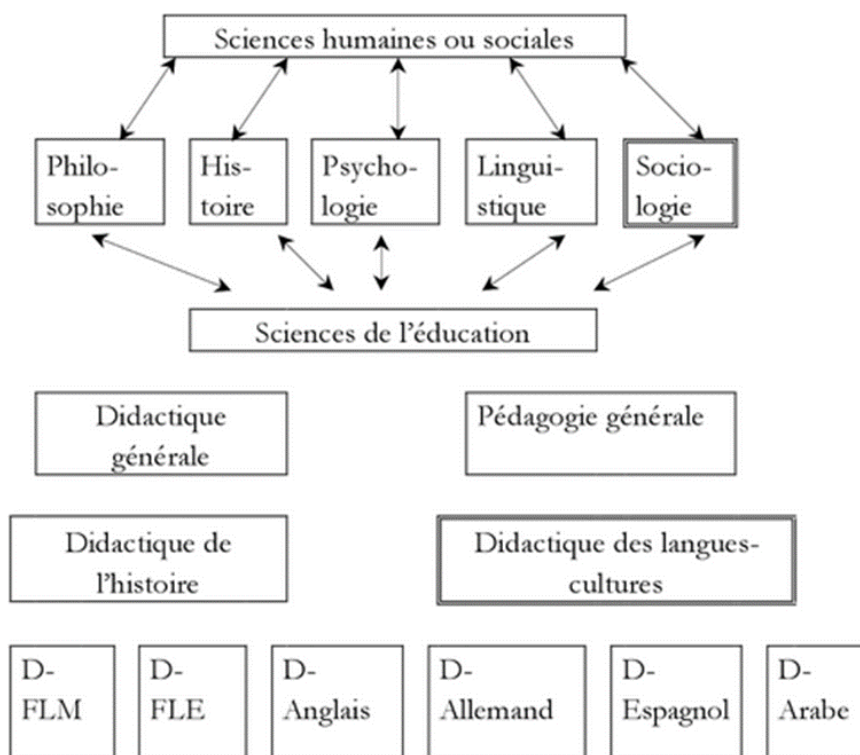 Sciences humaines ou sociales
Philo-
sophie
His-
toire
Psycho-
logie
Lingui-
stique
Socio-
logie
Sciences de l'éducation
Didactique
générale
Pédagogie générale
Didactique de
l'histoire
Didactique des langues-
cultures
D-
FLM
D-
FLE
D-
Anglais
D-
Allemand
D-
Espagnol
D-
Arabe